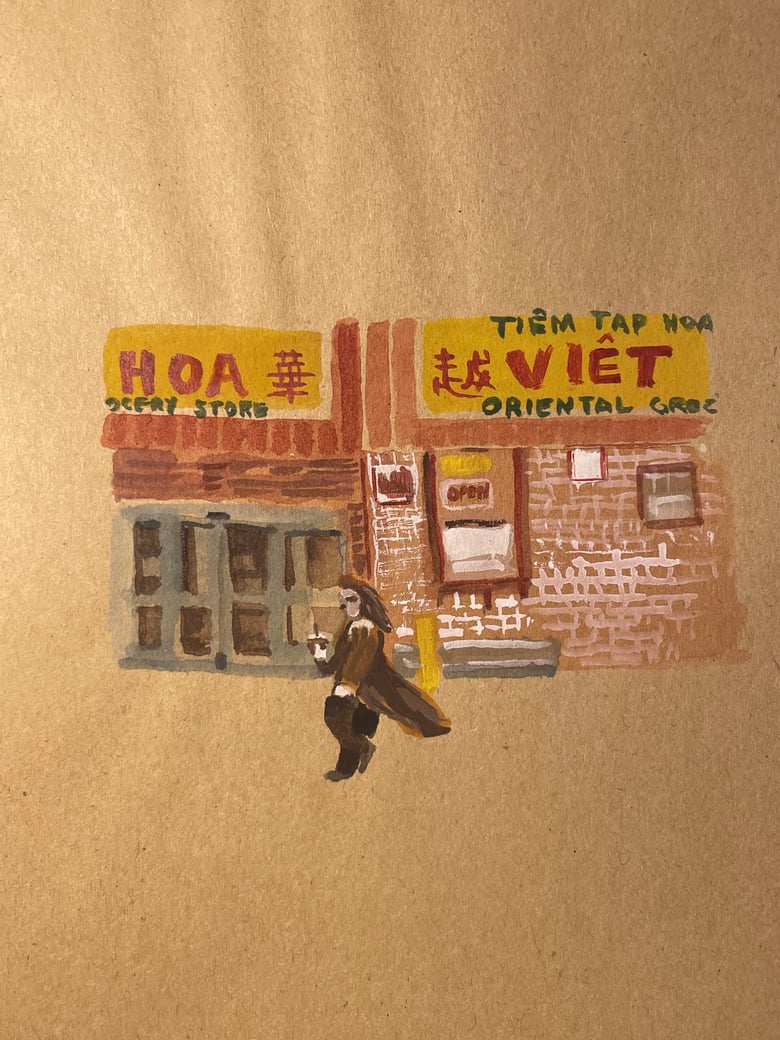 HOA 華
OCERY STORE
TIÊM TAP HOA
越 VIÊT
ORIENTAL GROC
OPEN